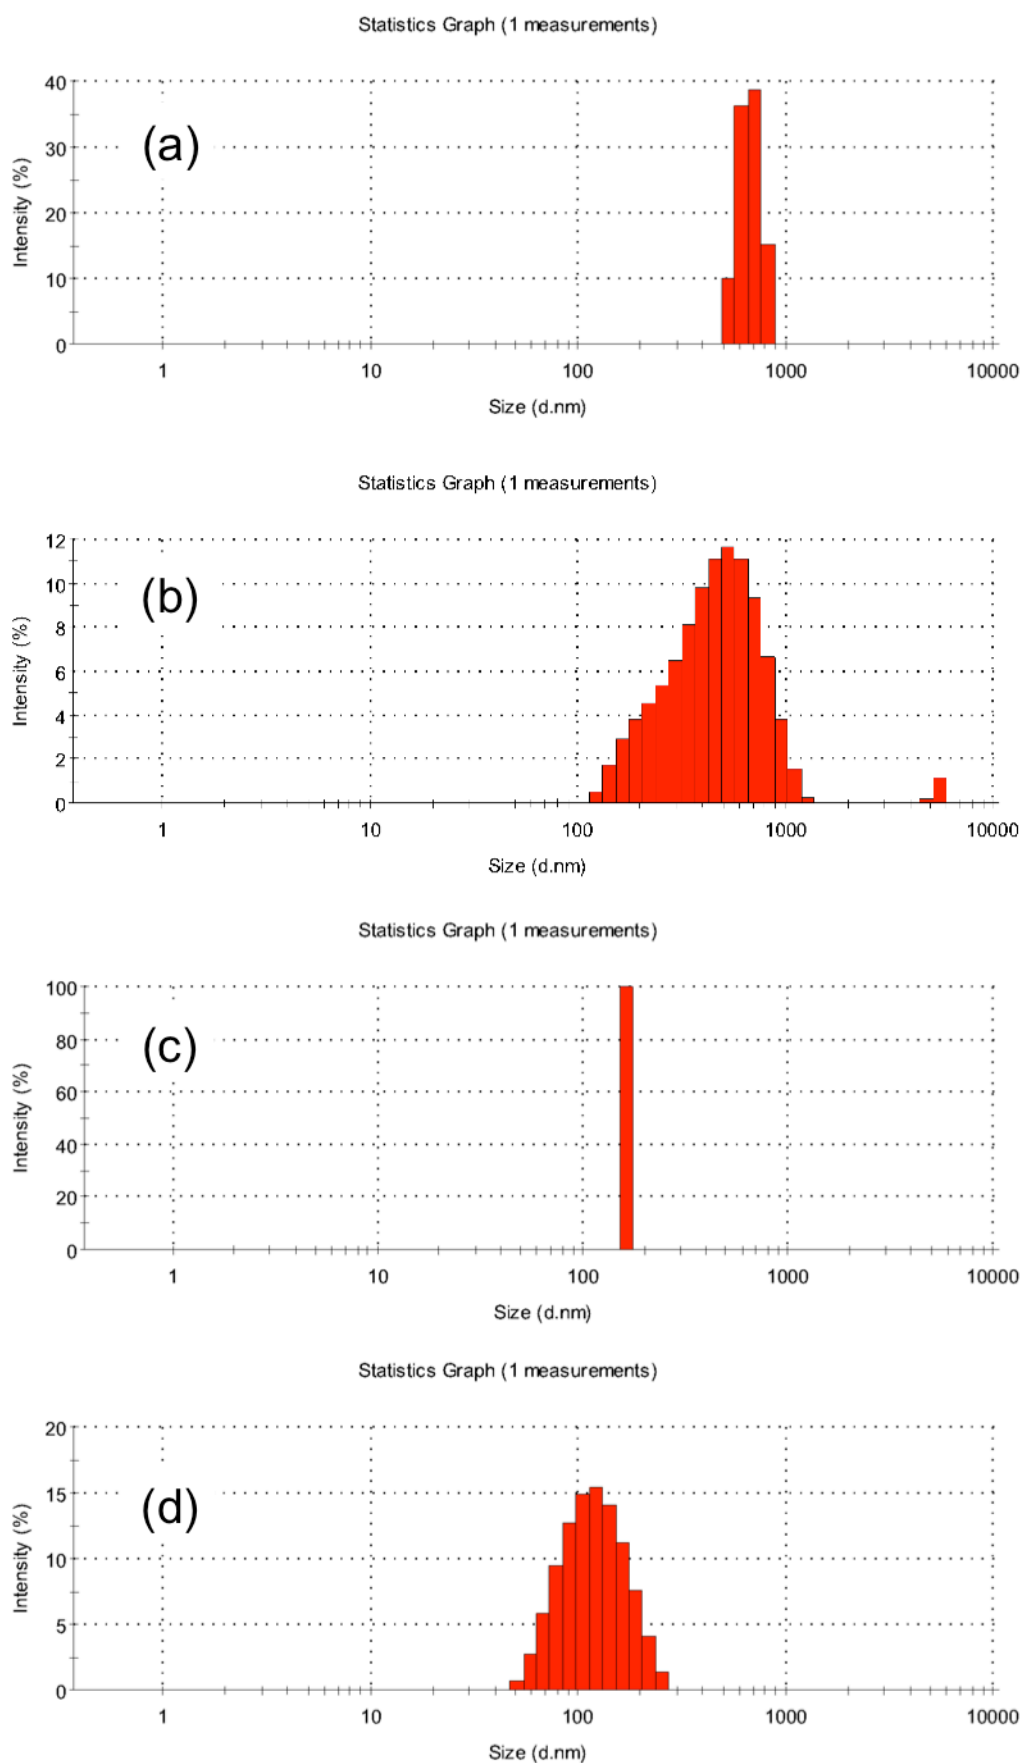 Statistics Graph (1 measurements)
40
30
20
10
0
Intensity (%)
(a)
1 10 100 1000 10000
Size (d.nm)
Statistics Graph (1 measurements)
12
10
8
6
4
2
0
Intensity (%)
(b)
1 10 100 1000 10000
Size (d.nm)
Statistics Graph (1 measurements)
100
80
60
40
20
0
Intensity (%)
(c)
1 10 100 1000 10000
Size (d.nm)
Statistics Graph (1 measurements)
20
15
10
5
0
Intensity (%)
(d)
1 10 100 1000 10000
Size (d.nm)